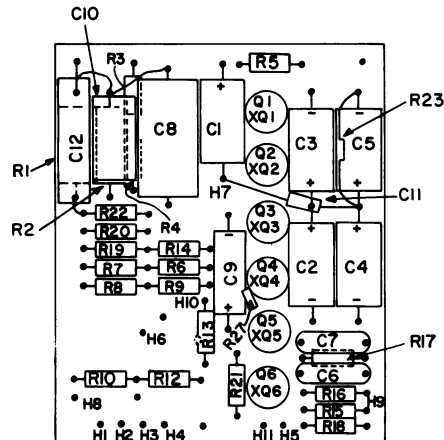 C10
R3
R5
R23
R1
C12
C8
C1
Q1
XQ1
C3
C5
Q2
XQ2
H7
C11
R2
R4
R22
R20
R19
R14
R7
R6
R8
R9
H10
Q3
XQ3
C9
Q4
XQ4
C2
C4
R27
Q5
XQ5
H6
R13
C7
R17
C6
R10
R12
R21
Q6
XQ6
R16
H9
R15
R18
H8
H1 H2 H3 H4
H11 H5